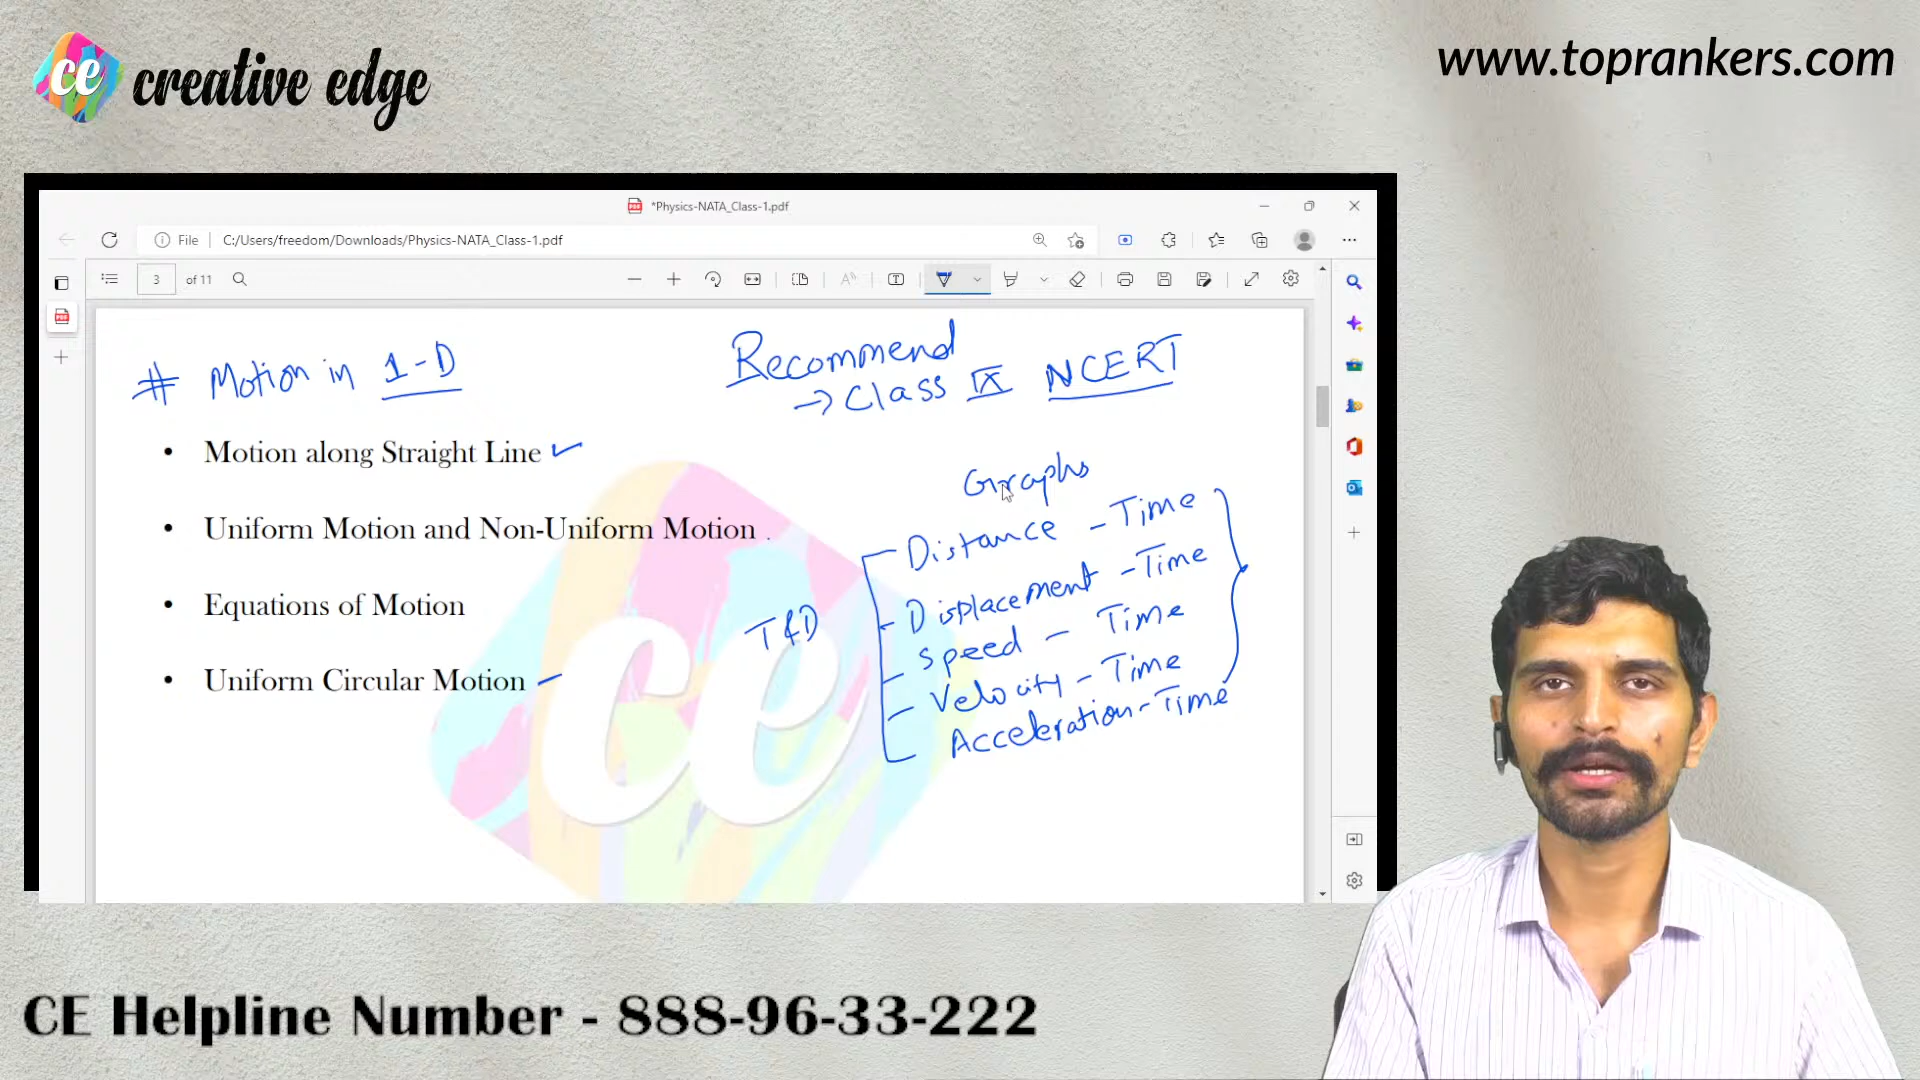 ce creative edge
www.toprankers.com
*Physics-NATA_Class-1.pdf
File C:/Users/freedom/Downloads/Physics-NATA_Class-1.pdf
3 of 11
# Motion in 1-D
Recommend
→ Class IX NCERT
• Motion along Straight Line ✓
• Uniform Motion and Non-Uniform Motion .
• Equations of Motion
• Uniform Circular Motion –
Graphs
Distance - Time
Displacement - Time
T&D
Speed - Time
Velocity - Time
Acceleration - Time
ce
CE Helpline Number - 888-96-33-222